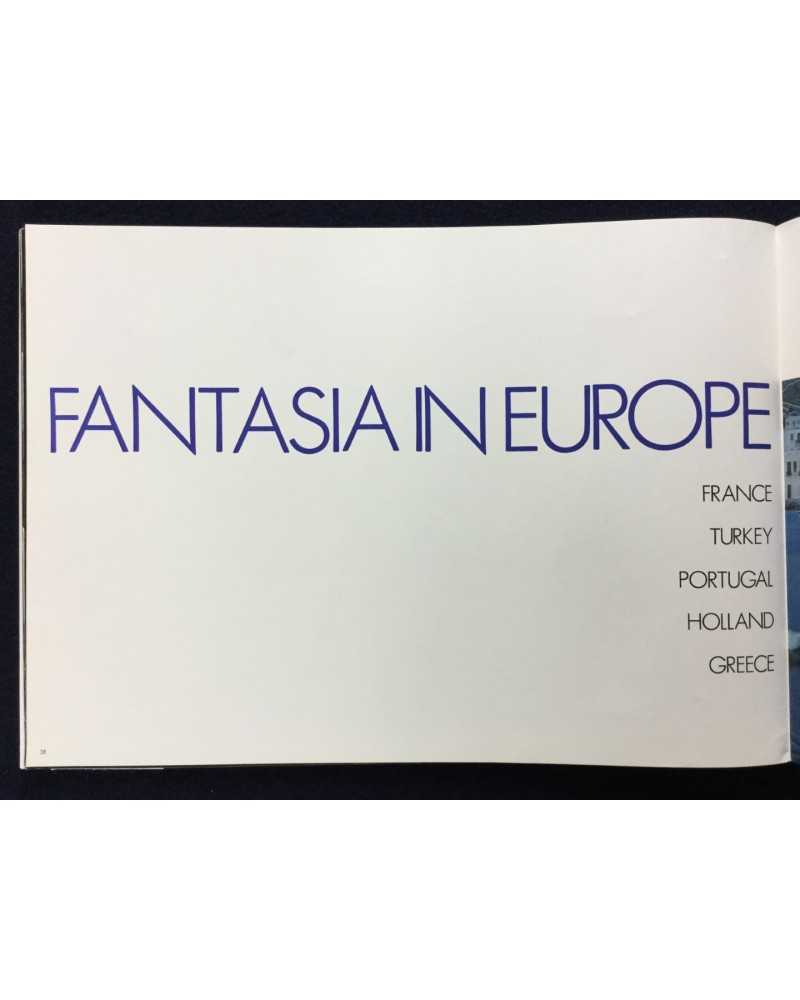 FANTASIA IN EUROPE
FRANCE
TURKEY
PORTUGAL
HOLLAND
GREECE